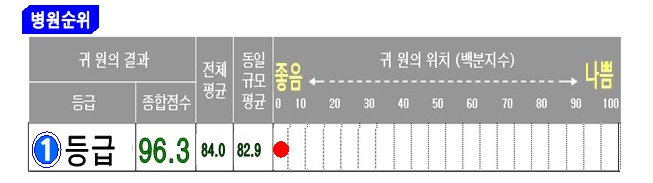 병원순위
귀 원의 결과
전체
평균
동일
규모
평균
귀 원의 위치 (백분지수)
좋음
나쁨
등급
종합점수
0 10 20 30 40 50 60 70 80 90 100
1등급
96.3
84.0
82.9